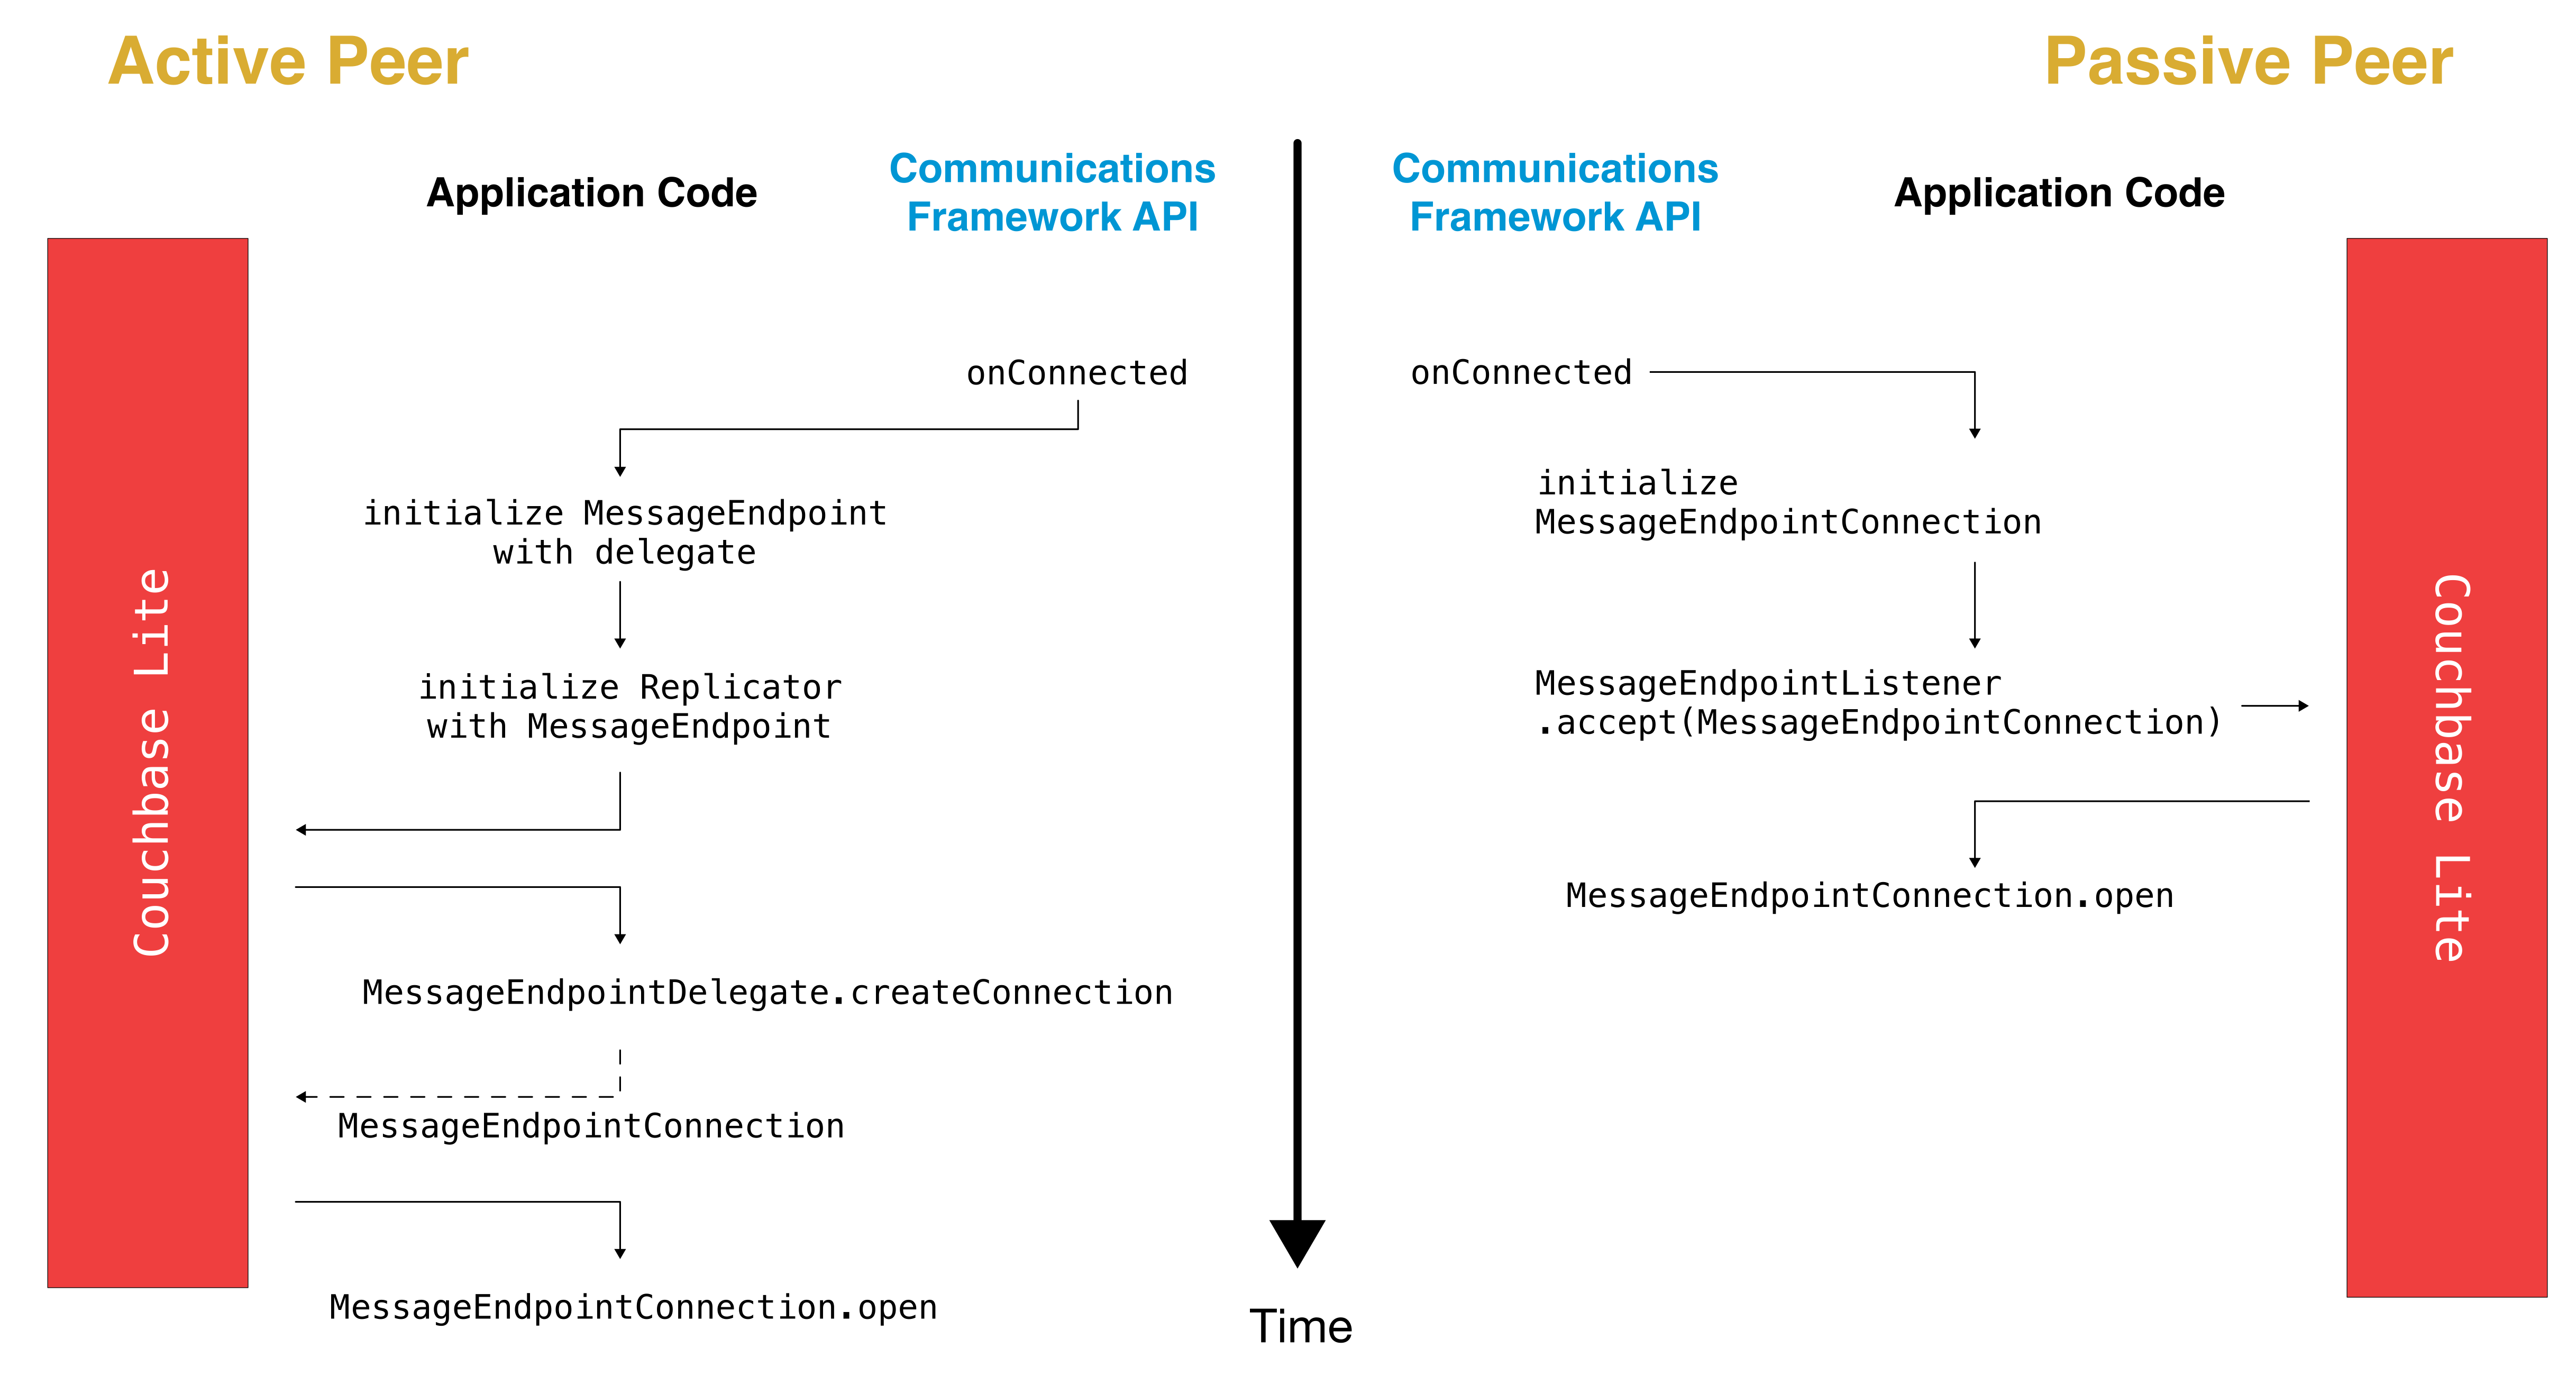 Active Peer
Passive Peer
Application Code
Communications
Framework API
Communications
Framework API
Application Code
Couchbase Lite
onConnected
initialize MessageEndpoint
with delegate
initialize Replicator
with MessageEndpoint
MessageEndpointDelegate.createConnection
MessageEndpointConnection
MessageEndpointConnection.open
Time
onConnected
initialize
MessageEndpointConnection
MessageEndpointListener
.accept(MessageEndpointConnection)
MessageEndpointConnection.open
Couchbase Lite